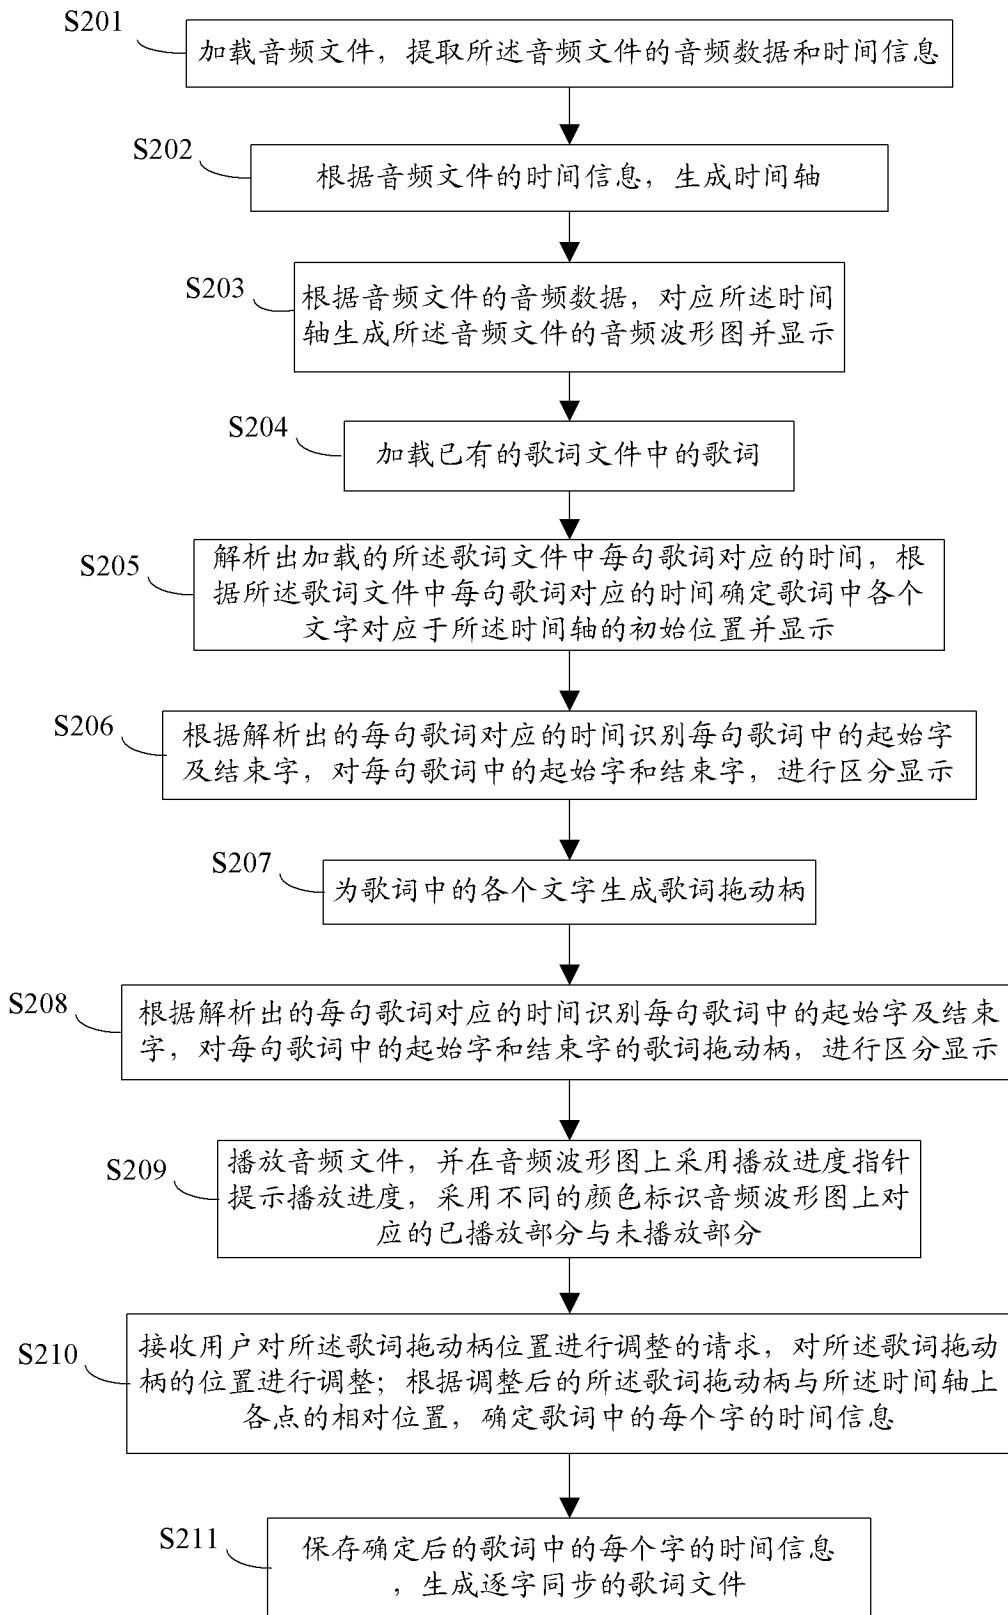 S201
加载音频文件，提取所述音频文件的音频数据和时间信息
S202
根据音频文件的时间信息，生成时间轴
S203
根据音频文件的音频数据，对应所述时间
轴生成所述音频文件的音频波形图并显示
S204
加载已有的歌词文件中的歌词
S205
解析出加载的所述歌词文件中每句歌词对应的时间，根
据所述歌词文件中每句歌词对应的时间确定歌词中各个
文字对应于所述时间轴的初始位置并显示
S206
根据解析出的每句歌词对应的时间识别每句歌词中的起始字
及结束字，对每句歌词中的起始字和结束字，进行区分显示
S207
为歌词中的各个文字生成歌词拖动柄
S208
根据解析出的每句歌词对应的时间识别每句歌词中的起始字及结束
字，对每句歌词中的起始字和结束字的歌词拖动柄，进行区分显示
S209
播放音频文件，并在音频波形图上采用播放进度指针
提示播放进度，采用不同的颜色标识音频波形图上对
应的已播放部分与未播放部分
S210
接收用户对所述歌词拖动柄位置进行调整的请求，对所述歌词拖动
柄的位置进行调整；根据调整后的所述歌词拖动柄与所述时间轴上
各点的相对位置，确定歌词中的每个字的时间信息
S211
保存确定后的歌词中的每个字的时间信息
，生成逐字同步的歌词文件